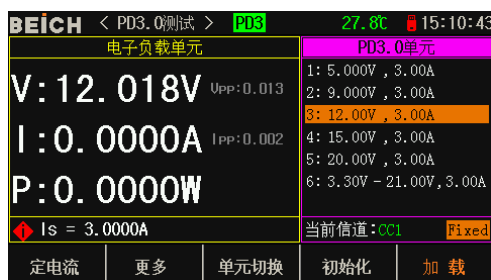 BEICH < PD3.0测试 > PD3 27.8℃ 15:10:43
电子负载单元
V:12.018V Vpp:0.013
I:0.0000A Ipp:0.002
P:0.0000W
Is = 3.0000A
PD3.0单元
1: 5.000V , 3.00A
2: 9.000V , 3.00A
3: 12.00V , 3.00A
4: 15.00V , 3.00A
5: 20.00V , 3.00A
6: 3.30V - 21.00V, 3.00A
当前信道:CC1 Fixed
定电流 更多 单元切换 初始化 加 载